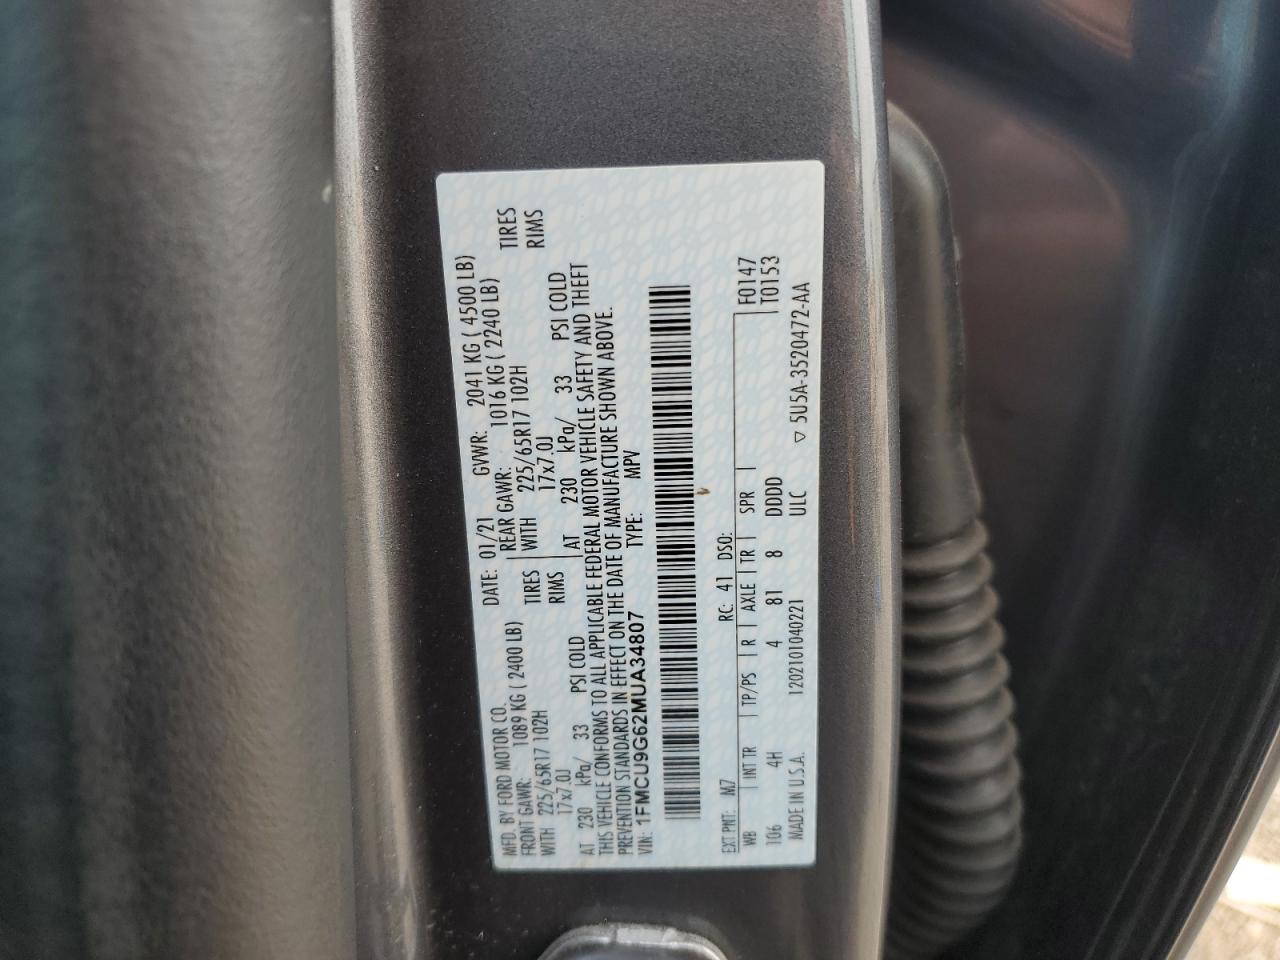 MFD. BY FORD MOTOR CO. DATE: 01/21 GVWR: 2041 KG ( 4500 LB)
FRONT GAWR: 1089 KG ( 2400 LB) REAR GAWR: 1016 KG ( 2240 LB)
WITH 225/65R17 102H TIRES WITH 225/65R17 102H TIRES
17x7.0J RIMS 17x7.0J RIMS
AT 230 kPa/ 33 PSI COLD AT 230 kPa/ 33 PSI COLD
THIS VEHICLE CONFORMS TO ALL APPLICABLE FEDERAL MOTOR VEHICLE SAFETY AND THEFT
PREVENTION STANDARDS IN EFFECT ON THE DATE OF MANUFACTURE SHOWN ABOVE.
VIN: 1FMCU9G62MUA34807 TYPE: MPV
EXT PNT: M7 RC: 41 DSO: F0147
WB INT TR TP/PS R AXLE TR SPR T0153
106 4H 4 81 8 DDDD
MADE IN U.S.A. 120210104022​1 ULC ▽ 5U5A-3520472-AA